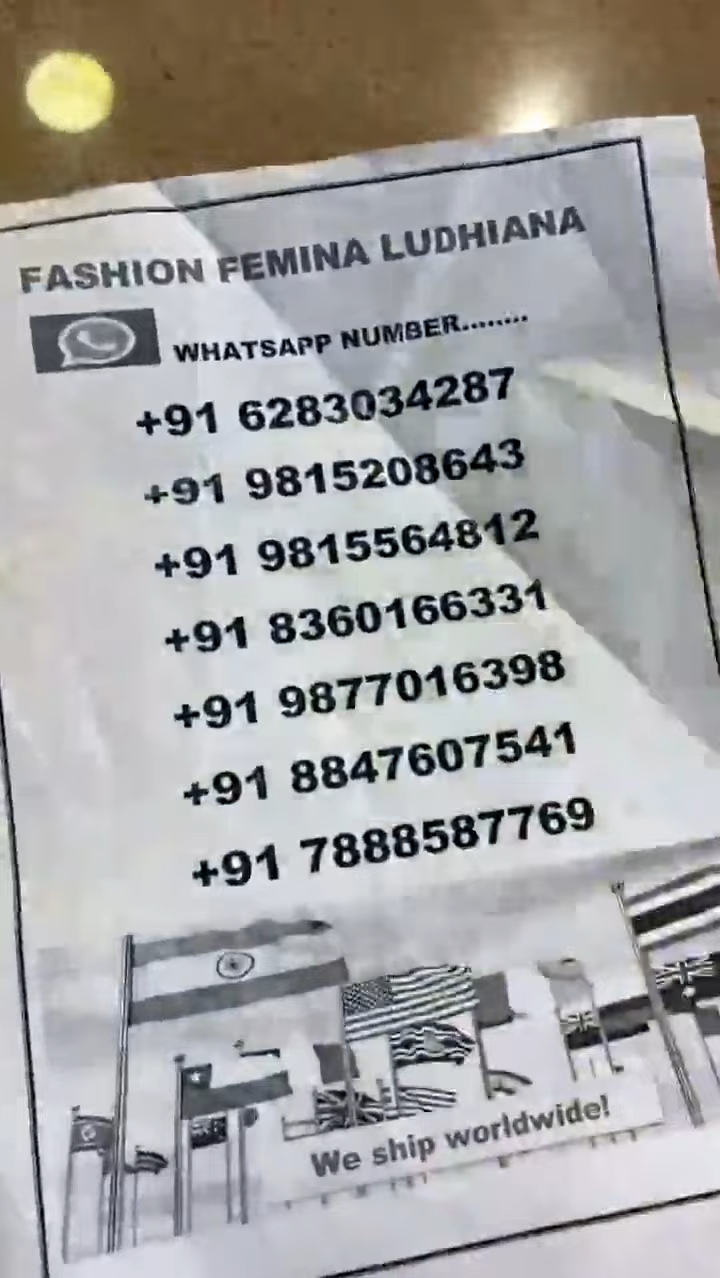 FASHION FEMINA LUDHIANA
WHATSAPP NUMBER........
+91 6283034287
+91 9815208643
+91 9815564812
+91 8360166331
+91 9877016398
+91 8847607541
+91 7888587769
We ship worldwide!